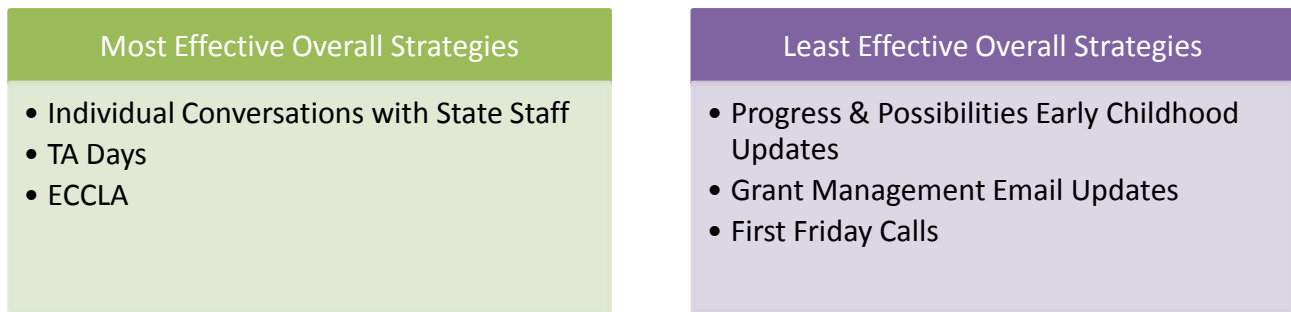 Most Effective Overall Strategies
• Individual Conversations with State Staff
• TA Days
• ECCLA
Least Effective Overall Strategies
• Progress & Possibilities Early Childhood
Updates
• Grant Management Email Updates
• First Friday Calls